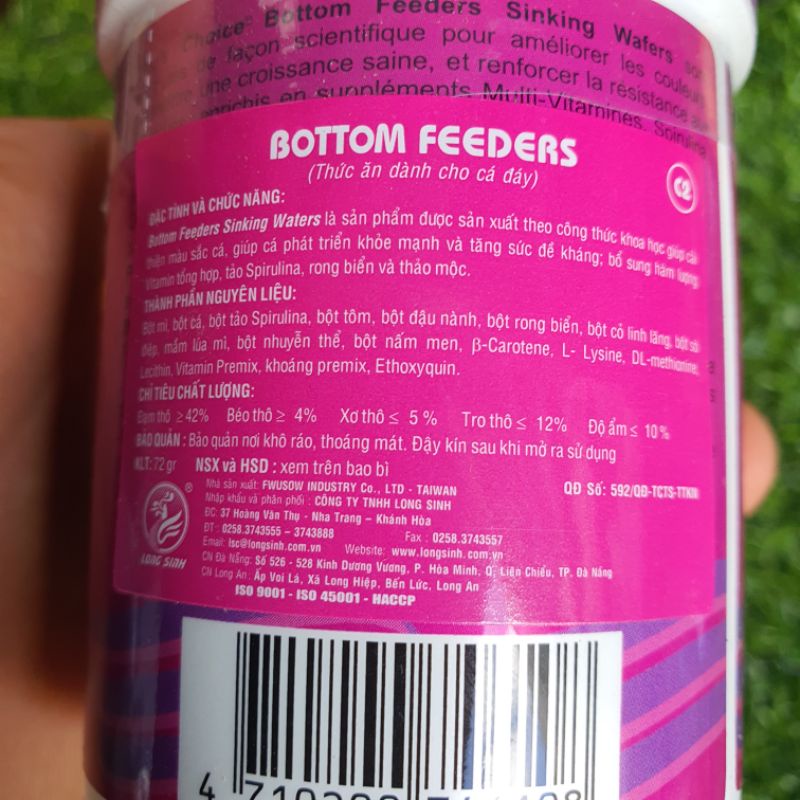 Choice Bottom Feeders Sinking Wafers
de façon scientifique pour améliorer les couleurs
une croissance saine, et renforcer la résistance
enrichis en suppléments Multi-Vitamines. Spirulina
BOTTOM FEEDERS
(Thức ăn dành cho cá đáy)
C2
ĐẶC TÍNH VÀ CHỨC NĂNG:
Bottom Feeders Sinking Waters là sản phẩm được sản xuất theo công thức khoa học giúp cải
thiện màu sắc cá, giúp cá phát triển khỏe mạnh và tăng sức đề kháng; bổ sung hàm lượng
Vitamin tổng hợp, tảo Spirulina, rong biển và thảo mộc.
THÀNH PHẦN NGUYÊN LIỆU:
Bột mì, bột cá, bột tảo Spirulina, bột tôm, bột đậu nành, bột rong biển, bột cỏ linh lăng, bột sò
điệp, mầm lúa mì, bột nhuyễn thể, bột nấm men, β-Carotene, L- Lysine, DL-methionine,
Lecithin, Vitamin Premix, khoáng premix, Ethoxyquin.
CHỈ TIÊU CHẤT LƯỢNG:
Đạm thô ≥42% Béo thô ≥ 4% Xơ thô ≤ 5 % Tro thô ≤ 12% Độ ẩm ≤ 10 %
BẢO QUẢN : Bảo quản nơi khô ráo, thoáng mát. Đậy kín sau khi mở ra sử dụng
KLT: 72 gr NSX và HSD : xem trên bao bì
Nhà sản xuất: FWUSOW INDUSTRY Co., LTD - TAIWAN QĐ Số: 592/QĐ-TCTS-TTKN
Nhập khẩu và phân phối : CÔNG TY TNHH LONG SINH
ĐC: 37 Hoàng Văn Thụ - Nha Trang – Khánh Hòa
ĐT : 0258.3743555 - 3743888 Fax : 0258.3743557
Email: lsc@longsinh.com.vn Website: www.longsinh.com.vn
CN Đà Nẵng: Số 526 - 528 Kinh Dương Vương, P. Hòa Minh, Q. Liên Chiểu, TP. Đà Nẵng
CN Long An : Ấp Voi Lá, Xã Long Hiệp, Bến Lức, Long An
LONG SINH ®
ISO 9001 - ISO 45001 - HACCP